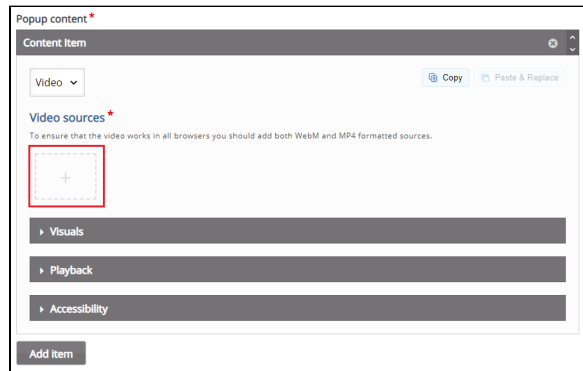 Popup content*
Content Item
Video
Copy
Paste & Replace
Video sources*
To ensure that the video works in all browsers you should add both WebM and MP4 formatted sources.
+
Visuals
Playback
Accessibility
Add item